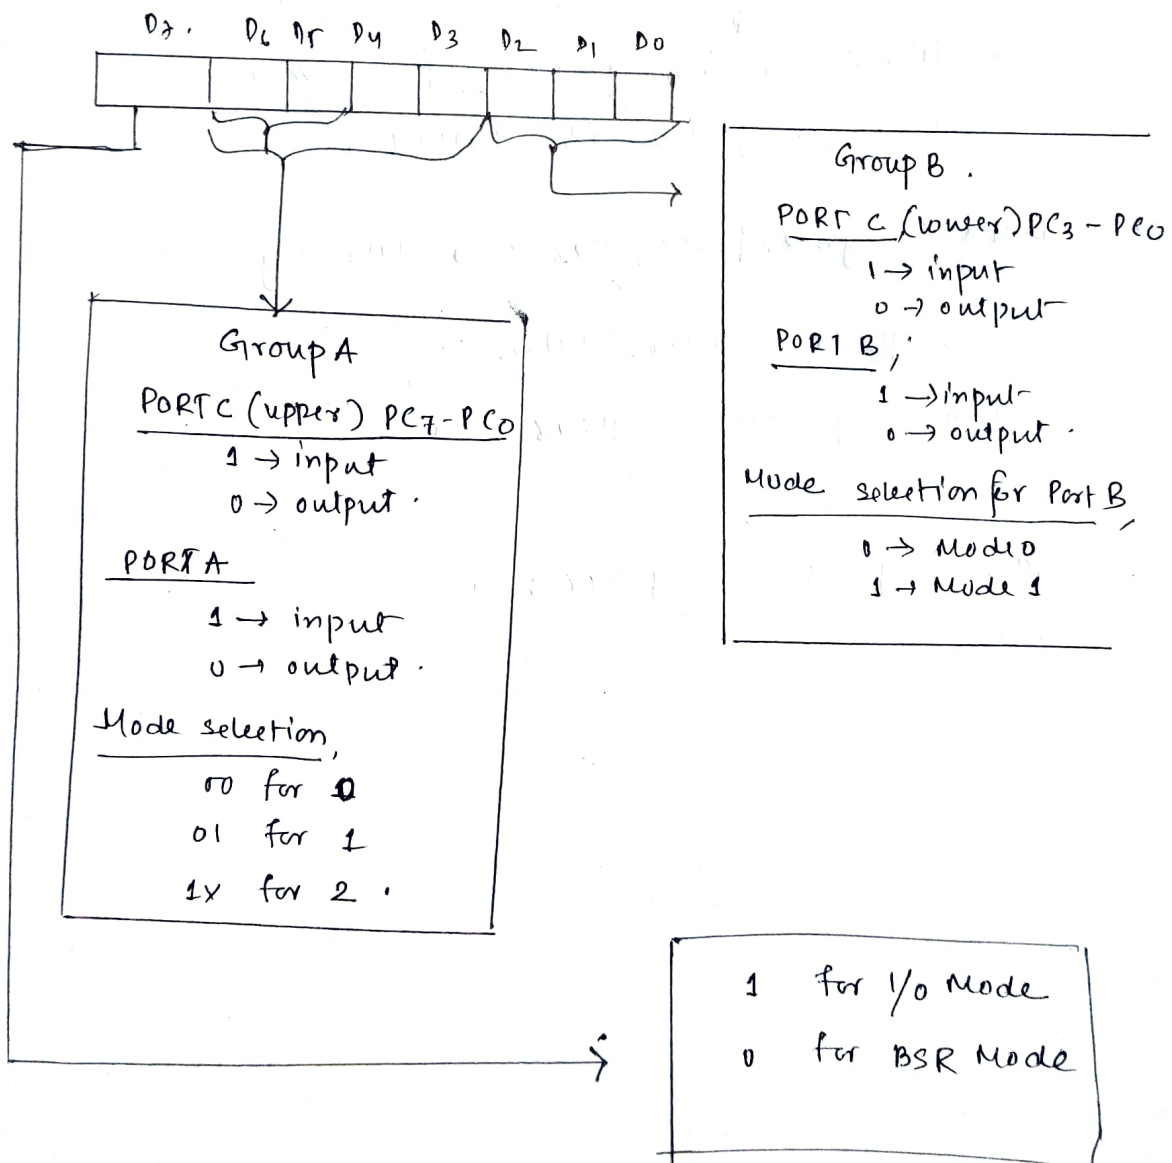 D7. D6 D5 D4 D3 D2 D1 D0
Group A
PORT C (upper) PC7 - PC0
1 → input
0 → output.
PORT A
1 → input
0 → output.
Mode selection,
00 for 0
01 for 1
1X for 2.
Group B.
PORT C (lower) PC3 - PC0
1 → input
0 → output
PORT B,
1 → input
0 → output.
Mode selection for Port B,
0 → Mode 0
1 → Mode 1
1 for I/O Mode
0 for BSR Mode